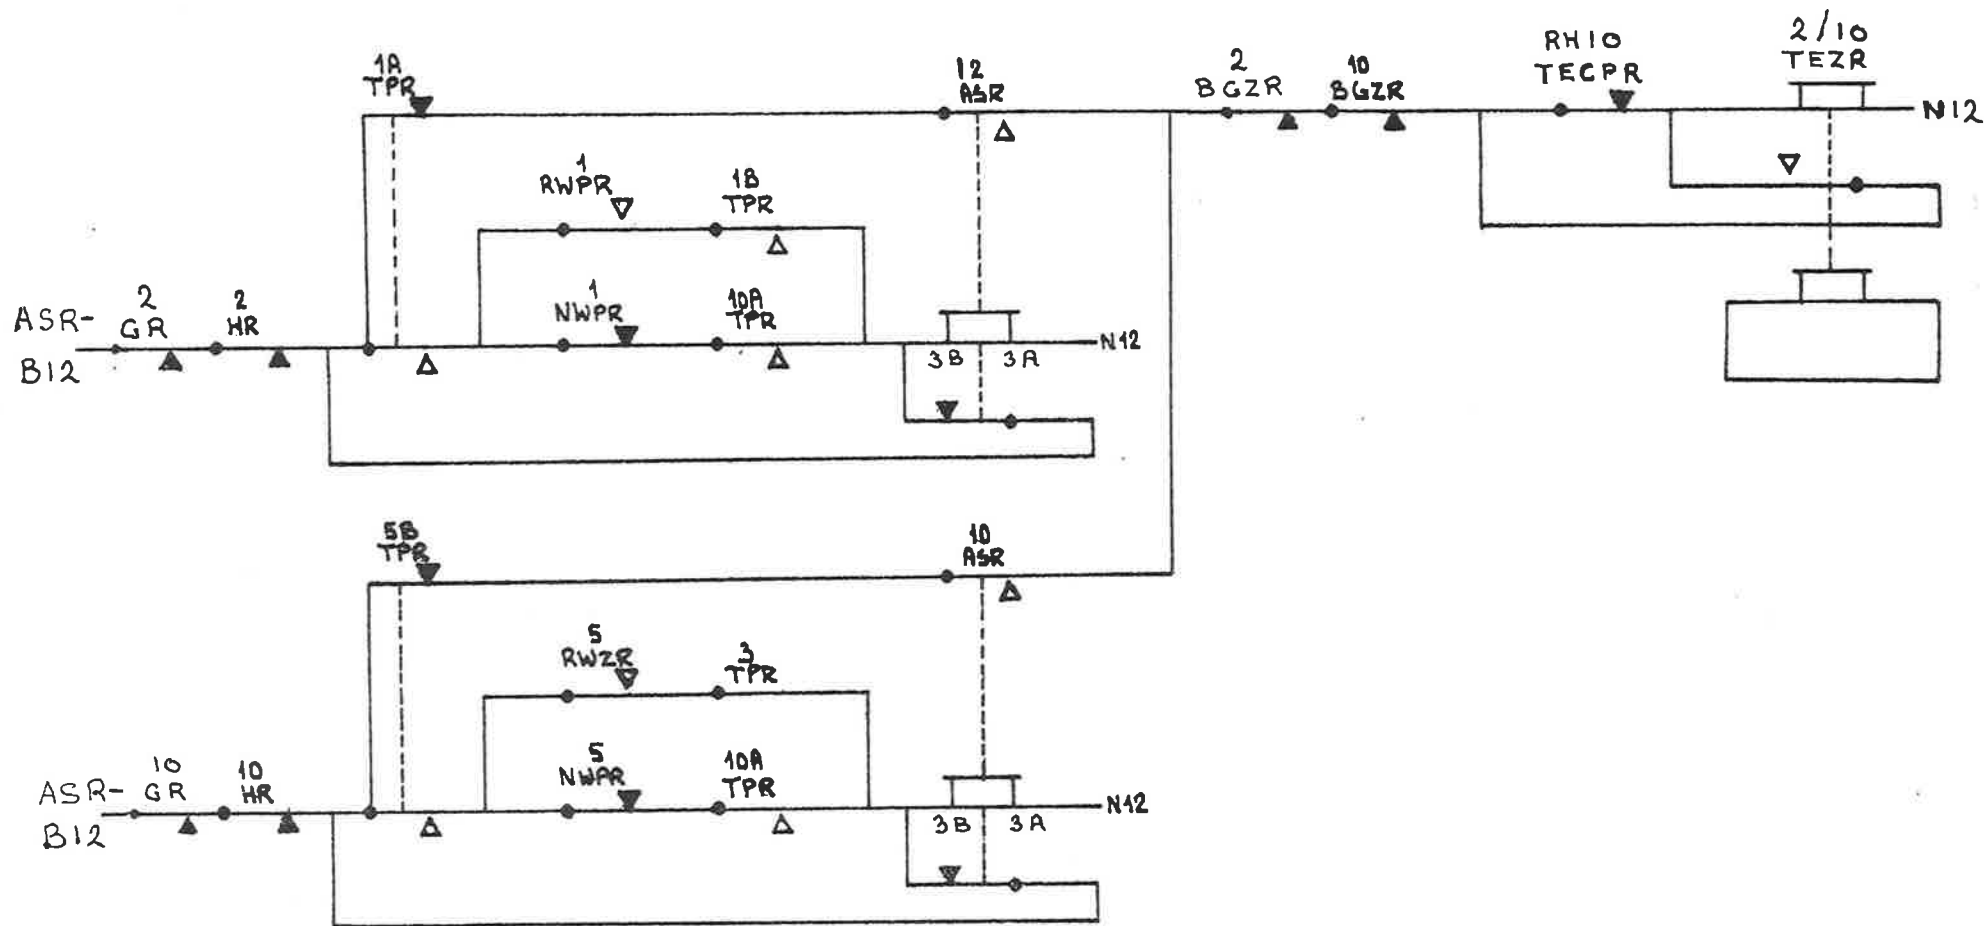 1A
TPR
12
ASR
2
BGZR
10
BGZR
RH10
TECPR
2/10
TEZR
N12
1
RWPR
1B
TPR
1
NWPR
10A
TPR
ASR-
B12
2
GR
2
HR
3B
3A
N12
5B
TPR
10
ASR
5
RWZR
3
TPR
5
NWPR
10A
TPR
ASR-
B12
10
GR
10
HR
3B
3A
N12